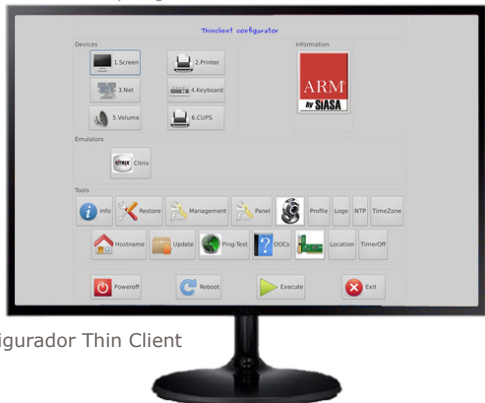 Thinclient configurator
Devices
Information
1.Screen
2.Printer
3.Net
4.Keyboard
5.Volume
6.CUPS
ARM
by SIASA
Emulators
CITRIX Citrix
Tools
Info Restore Management Panel Profile Logo NTP TimeZone
Hostname Update Ping-Test DOCs Location TimerOff
Poweroff Reboot Execute Exit
igurador Thin Client